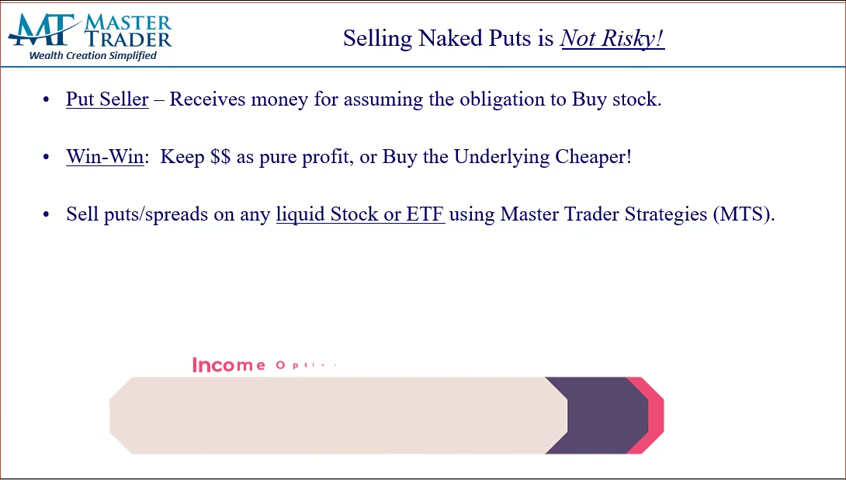 MT MASTER TRADER
Wealth Creation Simplified
Selling Naked Puts is Not Risky!
• Put Seller – Receives money for assuming the obligation to Buy stock.
• Win-Win: Keep $$ as pure profit, or Buy the Underlying Cheaper!
• Sell puts/spreads on any liquid Stock or ETF using Master Trader Strategies (MTS).
Income Opti